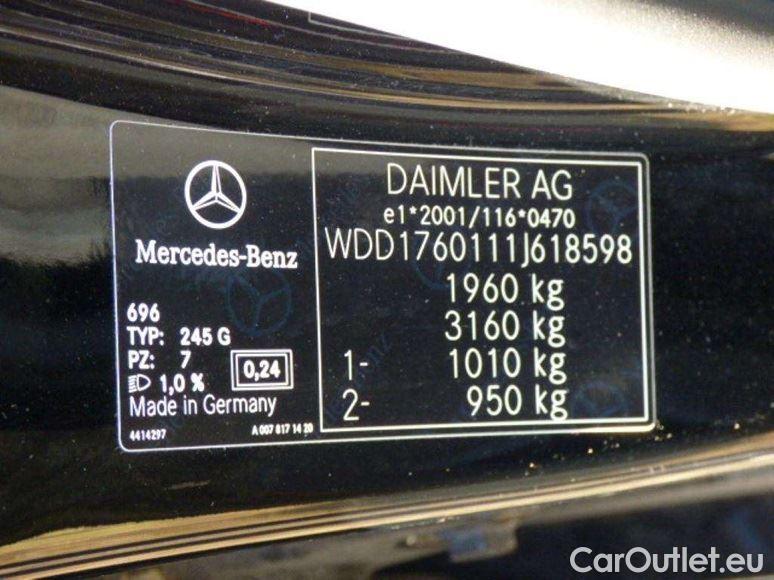 Mercedes-Benz
696
TYP: 245 G
PZ: 7
1,0 %
0,24
Made in Germany
4414297
A 007 817 14 20
DAIMLER AG
e1*2001/116*0470
WDD1760111J618598
1960 kg
3160 kg
1- 1010 kg
2- 950 kg
CarOutlet.eu